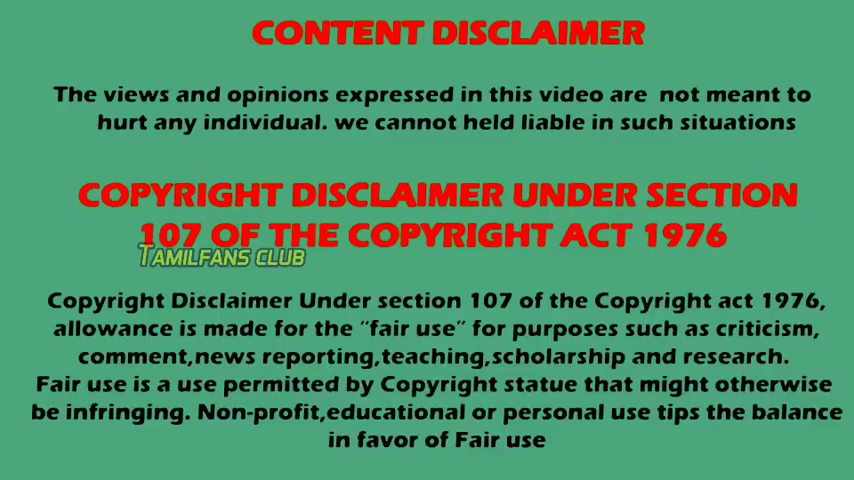 CONTENT DISCLAIMER
The views and opinions expressed in this video are not meant to
hurt any individual. we cannot held liable in such situations
COPYRIGHT DISCLAIMER UNDER SECTION
107 OF THE COPYRIGHT ACT 1976
TAMILFANS CLUB
Copyright Disclaimer Under section 107 of the Copyright act 1976,
allowance is made for the "fair use" for purposes such as criticism,
comment,news reporting,teaching,scholarship and research.
Fair use is a use permitted by Copyright statue that might otherwise
be infringing. Non-profit,educational or personal use tips the balance
in favor of Fair use